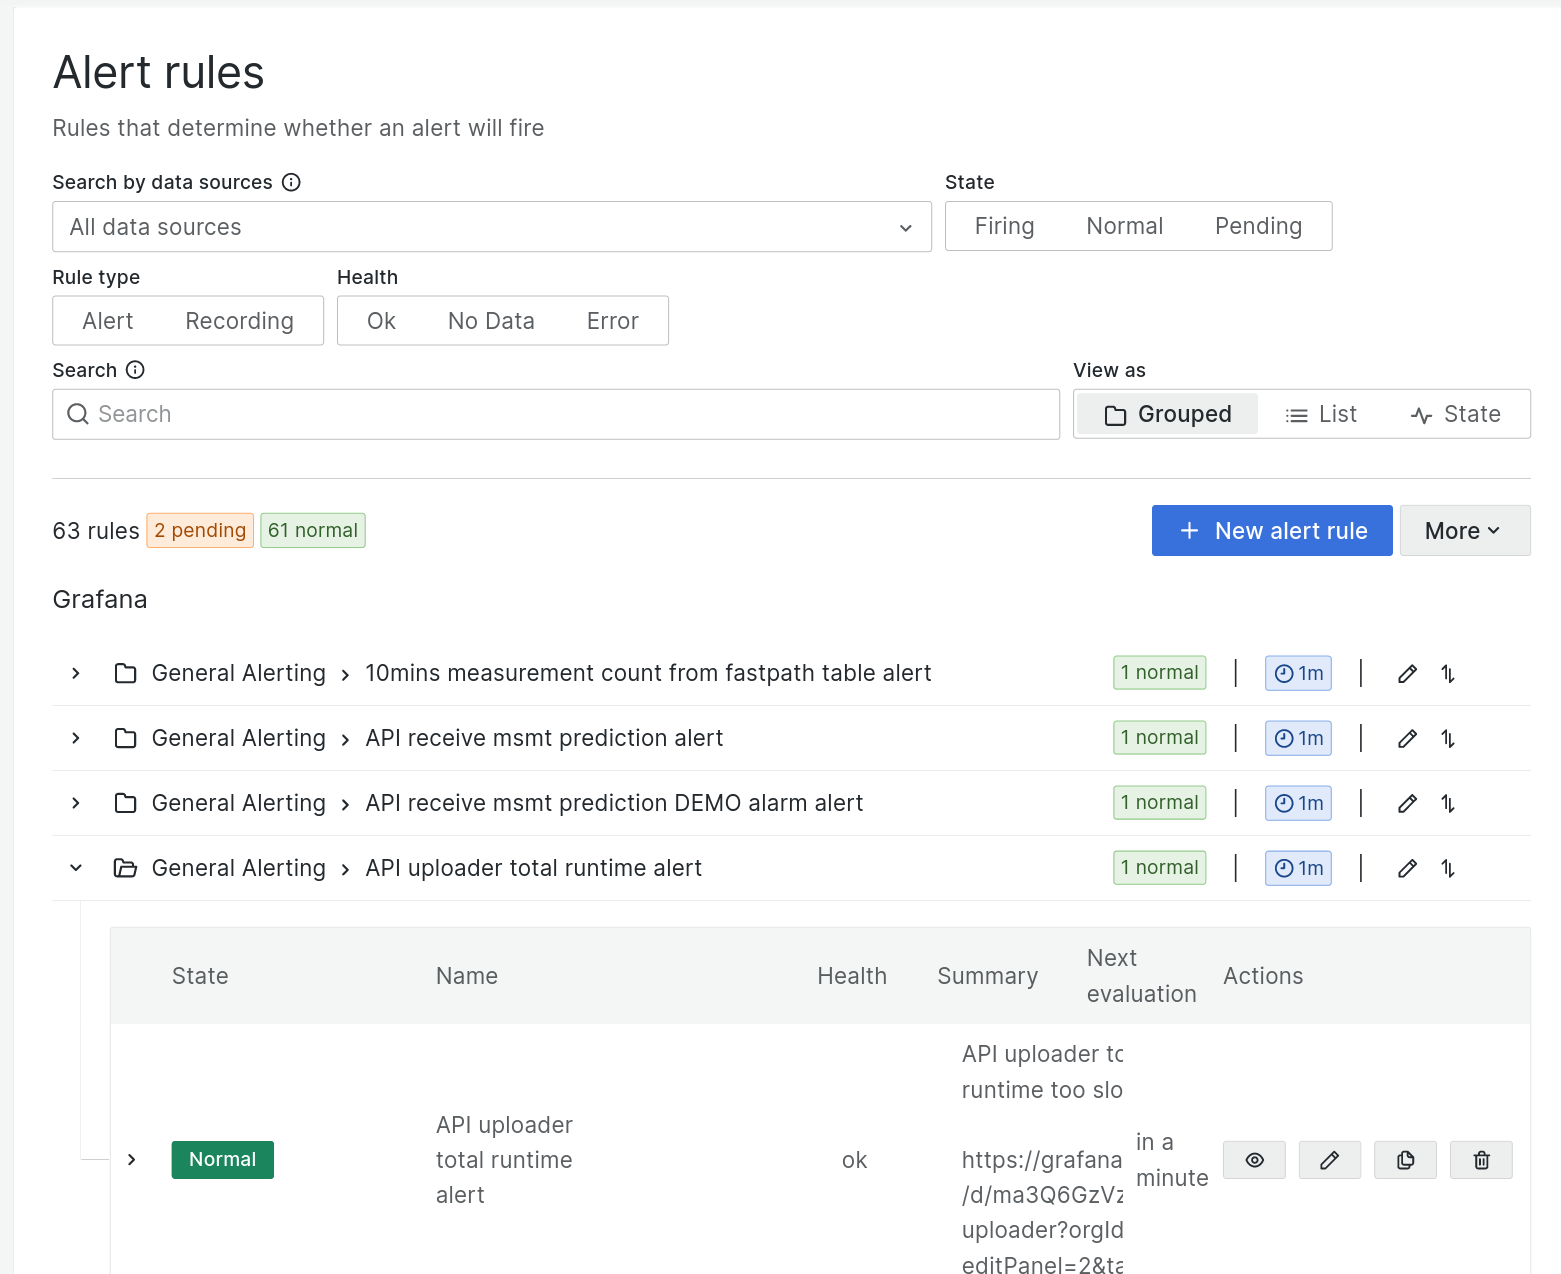 Alert rules
Rules that determine whether an alert will fire
Search by data sources
State
All data sources
Firing Normal Pending
Rule type
Health
Alert Recording
Ok No Data Error
Search
View as
Search
Grouped List State
63 rules 2 pending 61 normal
New alert rule More
Grafana
General Alerting › 10mins measurement count from fastpath table alert 1 normal | 1m |
General Alerting › API receive msmt prediction alert 1 normal | 1m |
General Alerting › API receive msmt prediction DEMO alarm alert 1 normal | 1m |
General Alerting › API uploader total runtime alert 1 normal | 1m |
State
Name
Health
Summary
Next
evaluation
Actions
Normal
API uploader
total runtime
alert
ok
API uploader to
runtime too slo
https://grafana
/d/ma3Q6GzVz
uploader?orgId
editPanel=2&ta
in a
minute